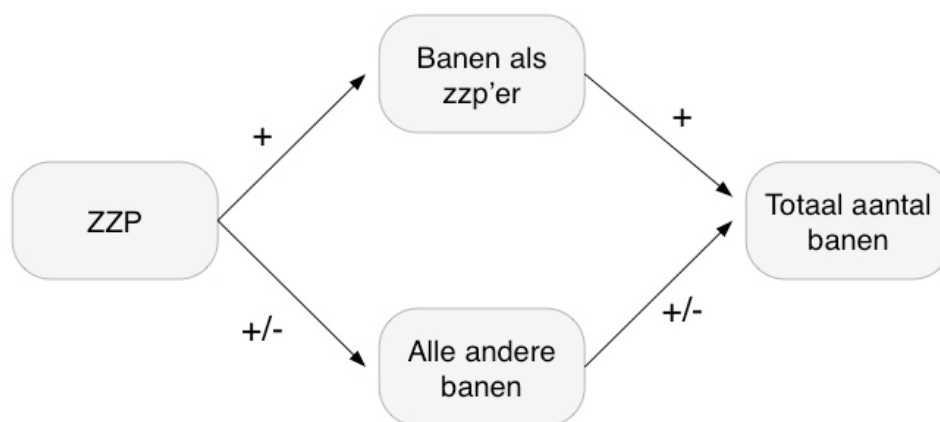 Banen als
zzp'er
+
+
ZZP
Totaal aantal
banen
+/-
+/-
Alle andere
banen